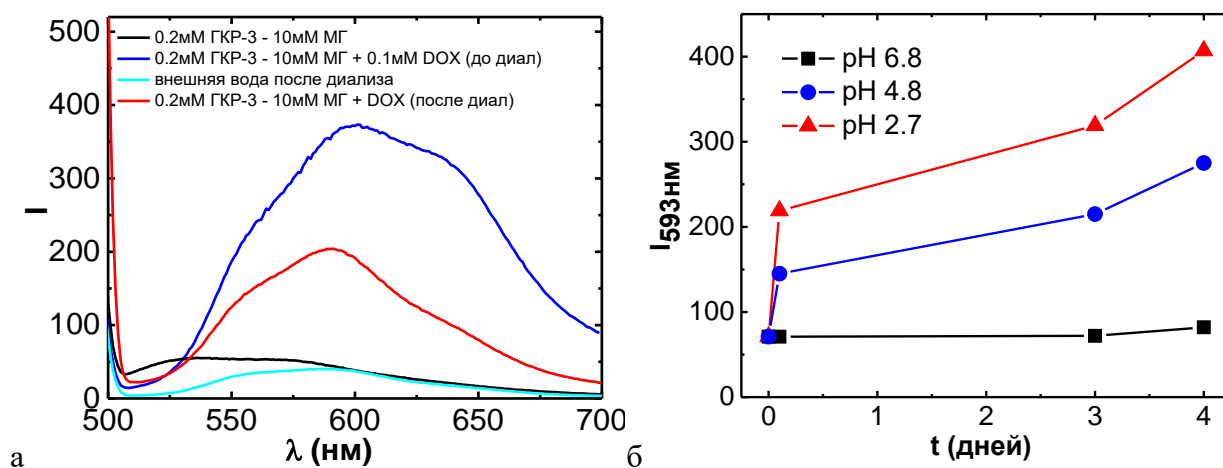 500
400
300
200
100
0
I
0.2мМ ГКР-3 - 10мМ МГ
0.2мМ ГКР-3 - 10мМ МГ + 0.1мМ DOX (до диал)
внешняя вода после диализа
0.2мМ ГКР-3 - 10мМ МГ + DOX (после диал)
500 550 600 650 700
λ (нм)
а
400
300
200
100
0
I593нм
pH 6.8
pH 4.8
pH 2.7
0 1 2 3 4
t (дней)
б